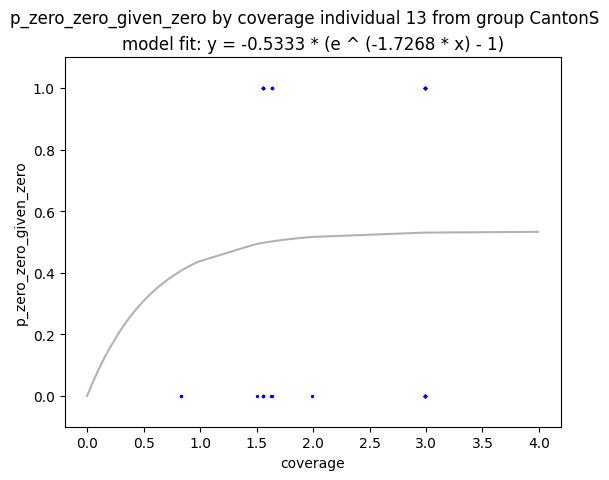 p_zero_zero_given_zero by coverage individual 13 from group CantonS
model fit: y = -0.5333 * (e ^ (-1.7268 * x) - 1)
p_zero_zero_given_zero
1.0
0.8
0.6
0.4
0.2
0.0
0.0 0.5 1.0 1.5 2.0 2.5 3.0 3.5 4.0
coverage